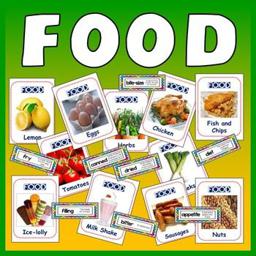 FOOD
bite-size
FOOD
FOOD
FOOD
FOOD
Lemon
Eggs
Herbs
Chicken
Fish and
Chips
fry
canned
dried
diet
FOOD
FOOD
FOOD
FOOD
Tomatoes
filling
bitter
appetite
Ice-lolly
Milk Shake
Sausages
Nuts